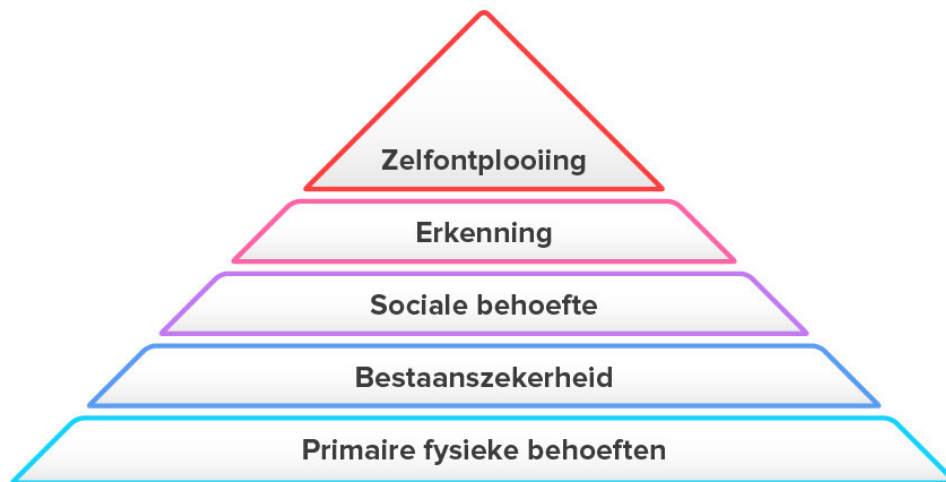 Zelfontplooiing
Erkenning
Sociale behoefte
Bestaanszekerheid
Primaire fysieke behoeften